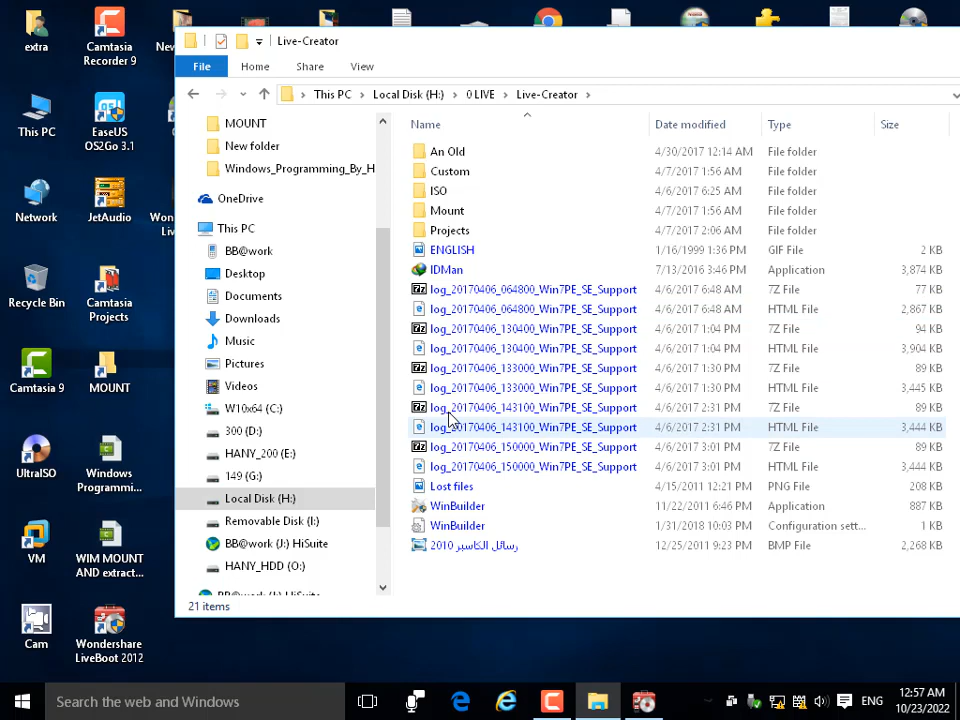 extra
Camtasia
Recorder 9
This PC
EaseUS
OS2Go 3.1
Network
JetAudio
Recycle Bin
Camtasia
Projects
Camtasia 9
MOUNT
UltraISO
Windows
Programmi...
VM
WIM MOUNT
AND extract...
Cam
Wondershare
LiveBoot 2012
Live-Creator
File Home Share View
This PC Local Disk (H:) 0 LIVE Live-Creator
MOUNT
New folder
Windows_Programming_By_H
OneDrive
This PC
BB@work
Desktop
Documents
Downloads
Music
Pictures
Videos
W10x64 (C:)
300 (D:)
HANY_200 (E:)
149 (G:)
Local Disk (H:)
Removable Disk (I:)
BB@work (J:) HiSuite
HANY_HDD (O:)
Name Date modified Type Size
An Old 4/30/2017 12:14 AM File folder
Custom 4/7/2017 1:56 AM File folder
ISO 4/6/2017 6:25 AM File folder
Mount 4/7/2017 1:56 AM File folder
Projects 4/7/2017 2:06 AM File folder
ENGLISH 1/16/1999 1:36 PM GIF File 2 KB
IDMan 7/13/2016 3:46 PM Application 3,874 KB
log_20170406_064800_Win7PE_SE_Support 4/6/2017 6:48 AM 7Z File 77 KB
log_20170406_064800_Win7PE_SE_Support 4/6/2017 6:48 AM HTML File 2,867 KB
log_20170406_130400_Win7PE_SE_Support 4/6/2017 1:04 PM 7Z File 94 KB
log_20170406_130400_Win7PE_SE_Support 4/6/2017 1:04 PM HTML File 3,904 KB
log_20170406_133000_Win7PE_SE_Support 4/6/2017 1:30 PM 7Z File 89 KB
log_20170406_133000_Win7PE_SE_Support 4/6/2017 1:30 PM HTML File 3,445 KB
log_20170406_143100_Win7PE_SE_Support 4/6/2017 2:31 PM 7Z File 89 KB
log_20170406_143100_Win7PE_SE_Support 4/6/2017 2:31 PM HTML File 3,444 KB
log_20170406_150000_Win7PE_SE_Support 4/6/2017 3:01 PM 7Z File 89 KB
log_20170406_150000_Win7PE_SE_Support 4/6/2017 3:01 PM HTML File 3,444 KB
Lost files 4/15/2011 12:21 PM PNG File 208 KB
WinBuilder 11/22/2011 6:46 PM Application 887 KB
WinBuilder 1/31/2018 10:03 PM Configuration sett... 1 KB
رسائل الكاسبر 2010 12/25/2011 9:23 PM BMP File 2,268 KB
21 items
Search the web and Windows
ENG
12:57 AM
10/23/2022